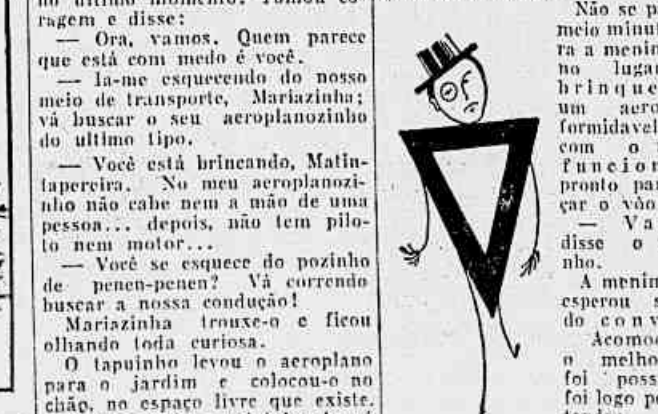 ragem e disse:
— Ora, vamos. Quem parece
que está com medo é você.
— Ia-me esquecendo do nosso
meio de transporte, Mariazinha;
vá buscar o seu aeroplanozinho
do ultimo tipo.
— Você está brincando, Matin-
tapereira. No meu aeroplanozi-
nho não cabe nem a mão de uma
pessoa... depois, não tem pilo-
to nem motor...
— Você se esquece do pozinho
de penen-penen? Vá correndo
buscar a nossa condução!
Mariazinha trouxe-o e ficou
olhando toda curiosa.
O tapuinho levou o aeroplano
para o jardim e colocou-o no
chão, no espaço livre que existe.
Não se p
meio minu
ra a menin
no lugar
brinque
um aero
formidavel
com o
funcion
pronto par
çar o vôo
— Va
disse o
nho.
A menin
esperou s
do conv
Acomod
o melho
foi poss
foi logo p